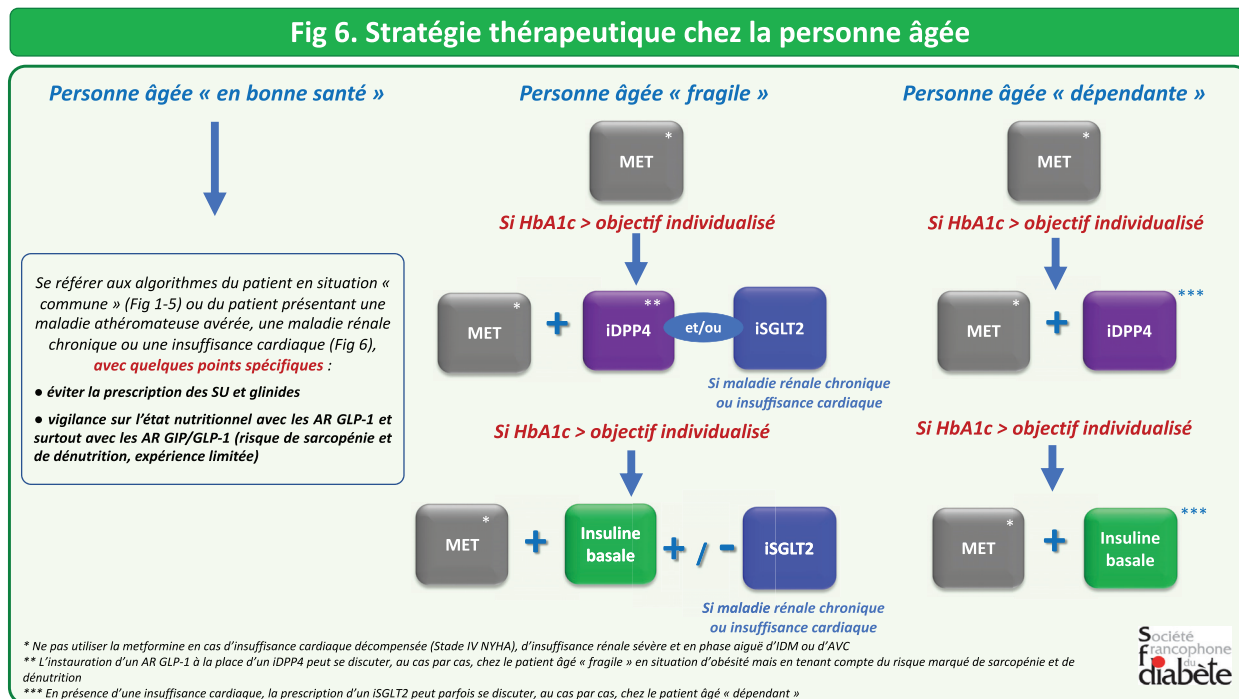 Fig 6. Stratégie thérapeutique chez la personne âgée
Personne âgée « en bonne santé »
Se référer aux algorithmes du patient en situation «
commune » (Fig 1-5) ou du patient présentant une
maladie athéromateuse avérée, une maladie rénale
chronique ou une insuffisance cardiaque (Fig 6),
avec quelques points spécifiques :
● éviter la prescription des SU et glinides
● vigilance sur l'état nutritionnel avec les AR GLP-1 et
surtout avec les AR GIP/GLP-1 (risque de sarcopénie et
de dénutrition, expérience limitée)
Personne âgée « fragile »
MET *
Si HbA1c > objectif individualisé
MET * + iDPP4 ** et/ou iSGLT2
Si maladie rénale chronique
ou insuffisance cardiaque
Si HbA1c > objectif individualisé
MET * + Insuline
basale + / - iSGLT2
Si maladie rénale chronique
ou insuffisance cardiaque
Personne âgée « dépendante »
MET *
Si HbA1c > objectif individualisé
MET * + iDPP4 ***
Si HbA1c > objectif individualisé
MET * + Insuline
basale ***
* Ne pas utiliser la metformine en cas d'insuffisance cardiaque décompensée (Stade IV NYHA), d'insuffisance rénale sévère et en phase aiguë d'IDM ou d'AVC
** L'instauration d'un AR GLP-1 à la place d'un iDPP4 peut se discuter, au cas par cas, chez le patient âgé « fragile » en situation d'obésité mais en tenant compte du risque marqué de sarcopénie et de
dénutrition
*** En présence d'une insuffisance cardiaque, la prescription d'un iSGLT2 peut parfois se discuter, au cas par cas, chez le patient âgé « dépendant »
Société
francophone
du
diabète